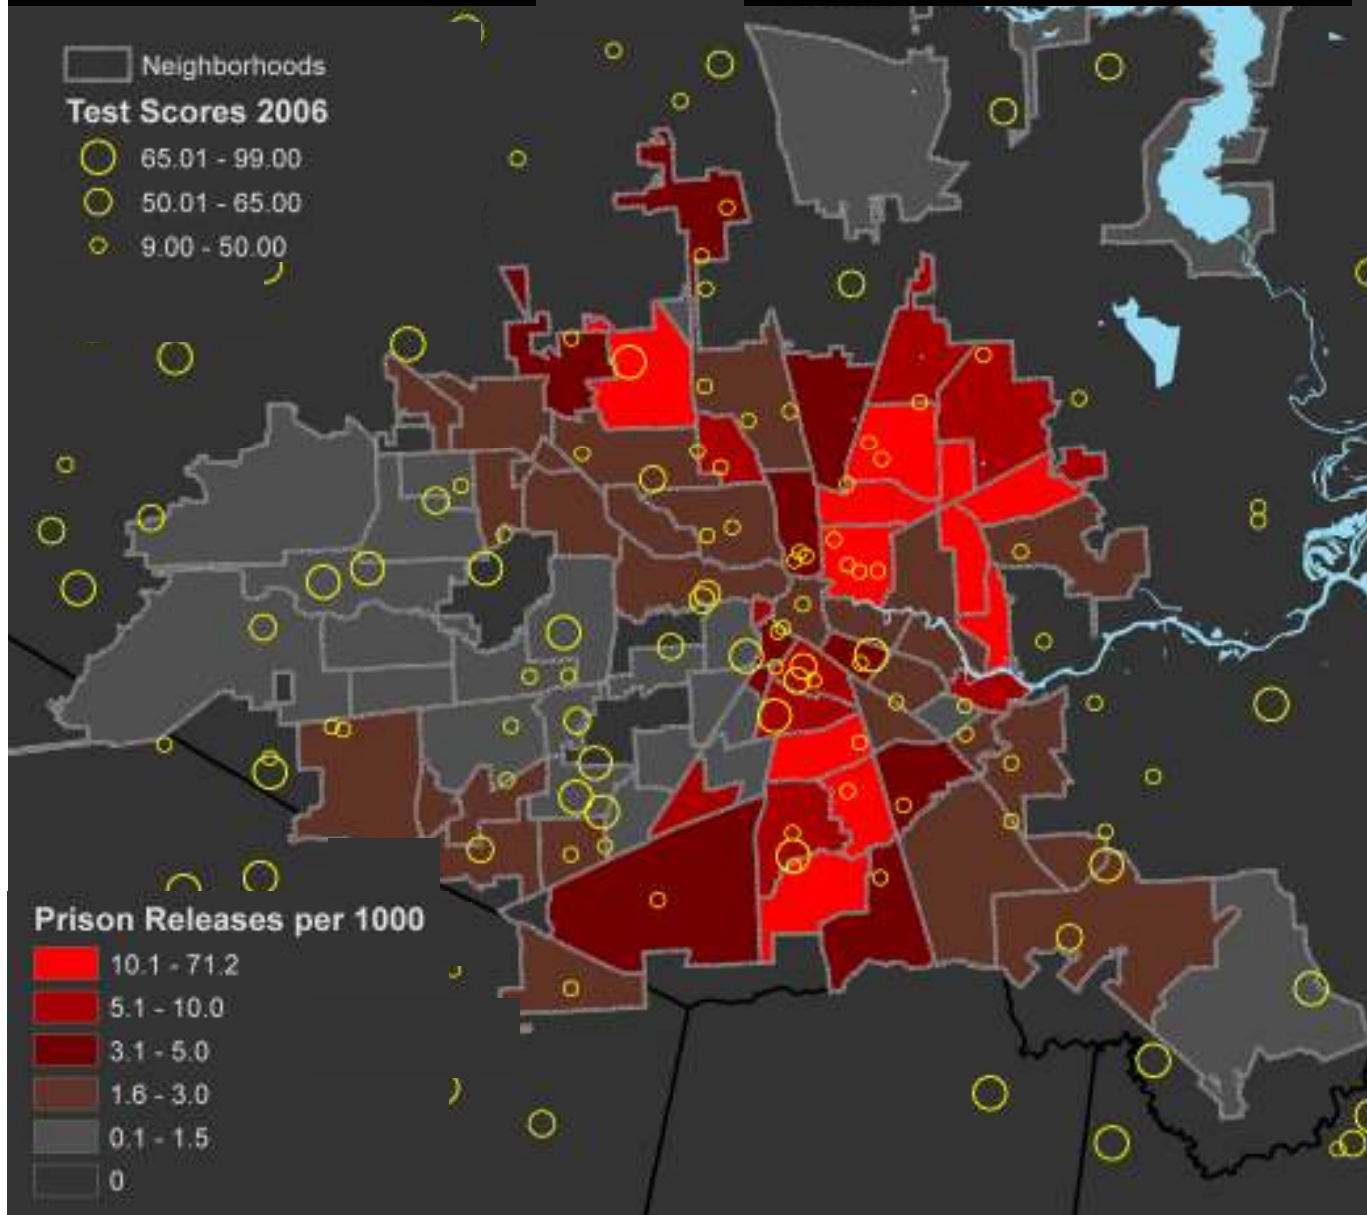 Neighborhoods
Test Scores 2006
65.01 - 99.00
50.01 - 65.00
9.00 - 50.00
Prison Releases per 1000
10.1 - 71.2
5.1 - 10.0
3.1 - 5.0
1.6 - 3.0
0.1 - 1.5
0